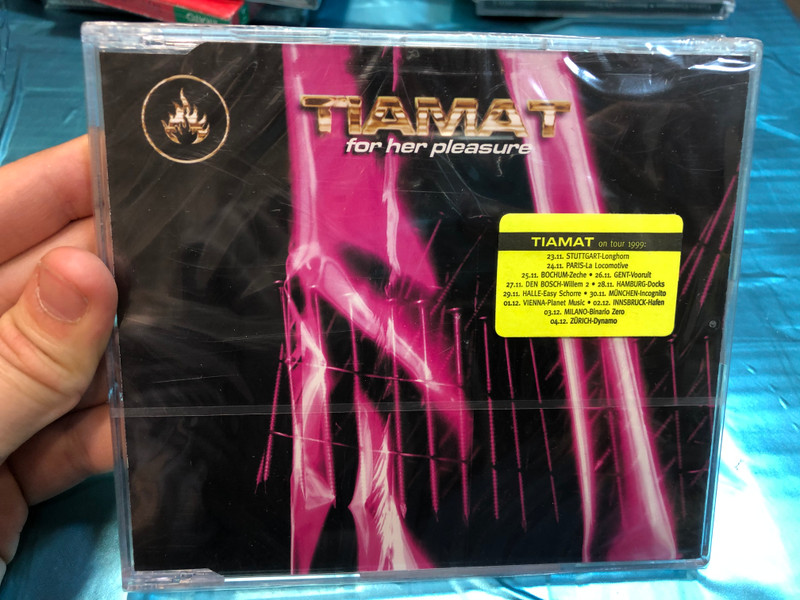 TIAMAT
for her pleasure
TIAMAT on tour 1999:
23.11. STUTTGART-Longhorn
24.11. PARIS-La Locomotive
25.11. BOCHUM-Zeche • 26.11. GENT-Vooruit
27.11. DEN BOSCH-Willem 2 • 28.11. HAMBURG-Docks
29.11. HALLE-Easy Schorre • 30.11. MÜNCHEN-Incognito
01.12. VIENNA-Planet Music • 02.12. INNSBRUCK-Hafen
03.12. MILANO-Binario Zero
04.12. ZÜRICH-Dynamo